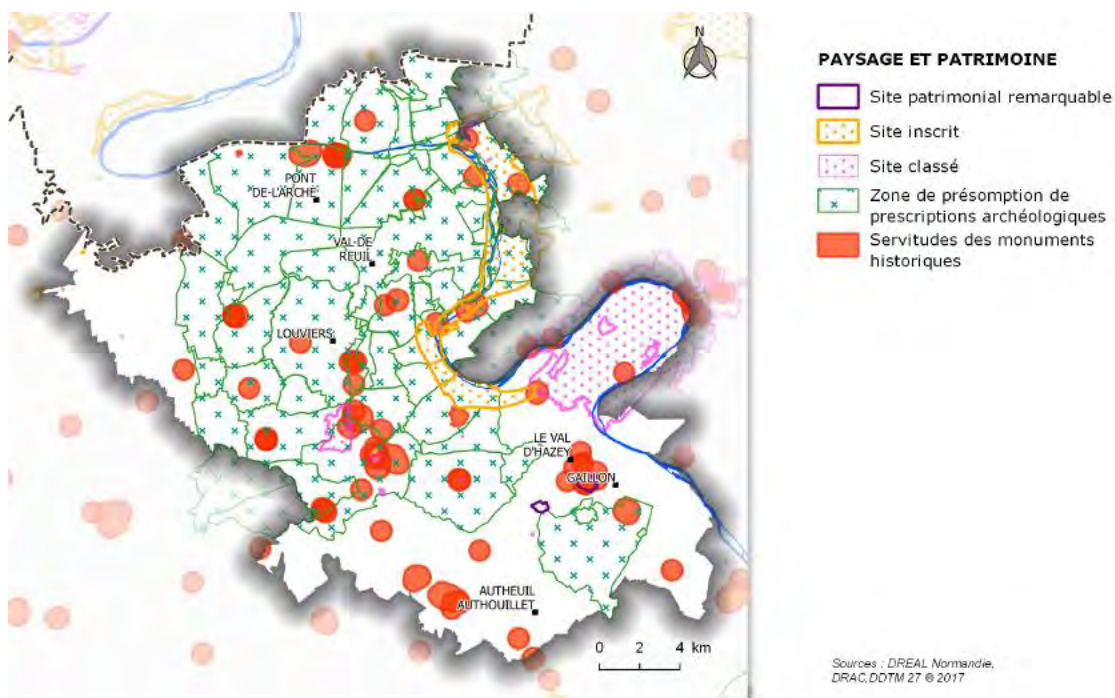 N
PONT
DE-L'ARCHE
VAL-DE
REUIL
LOUVIERS
LE VAL
D'HAZEY
GAILLON
AUTHEUIL
AUTHOUILLET
0 2 4 km
PAYSAGE ET PATRIMOINE
Site patrimonial remarquable
Site inscrit
Site classé
Zone de présomption de
prescriptions archéologiques
Servitudes des monuments
historiques
Sources : DREAL Normandie,
DRAC,DDTM 27 © 2017